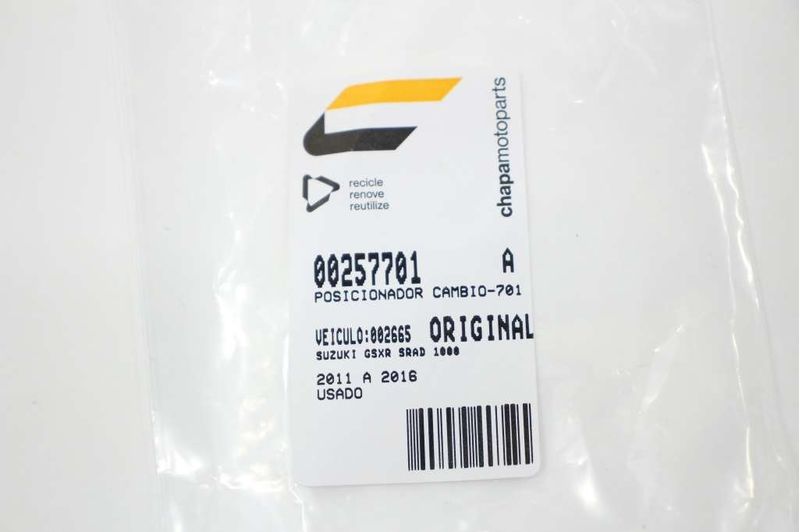 chapamotoparts
recicle
renove
reutilize
00257701 A
POSICIONADOR CAMBIO-701
VEICULO:002665 ORIGINAL
SUZUKI GSXR SRAD 1000
2011 A 2016
USADO